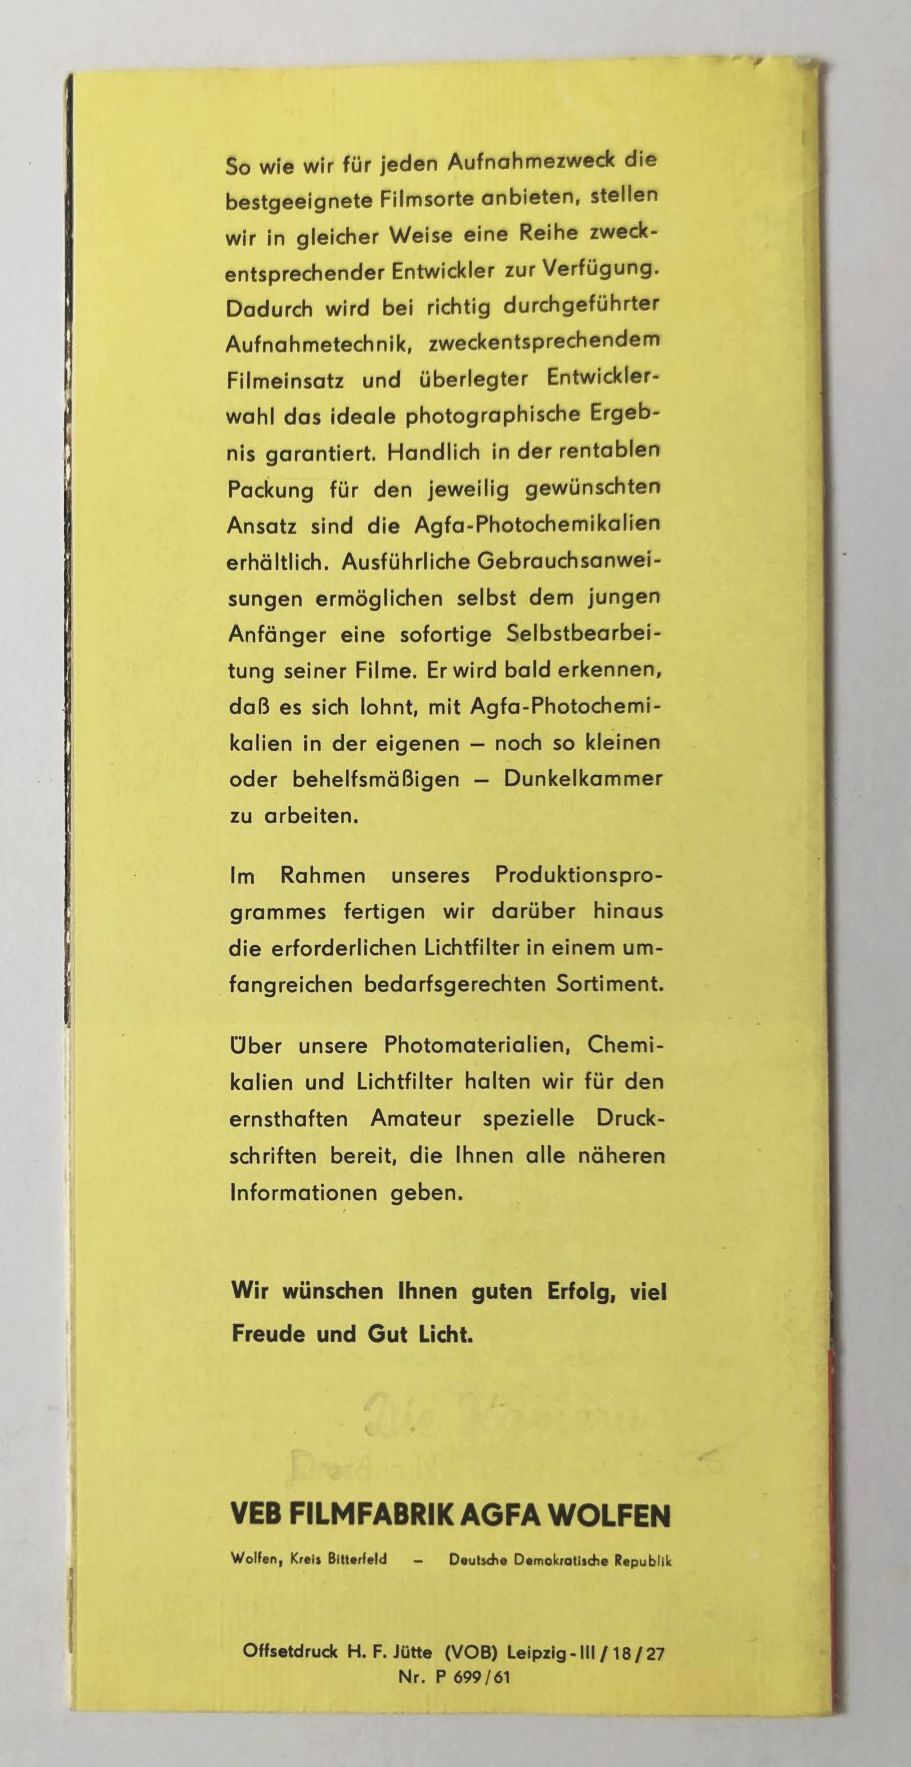 So wie wir für jeden Aufnahmezweck die
bestgeeignete Filmsorte anbieten, stellen
wir in gleicher Weise eine Reihe zweck-
entsprechender Entwickler zur Verfügung.
Dadurch wird bei richtig durchgeführter
Aufnahmetechnik, zweckentsprechendem
Filmeinsatz und überlegter Entwickler-
wahl das ideale photographische Ergeb-
nis garantiert. Handlich in der rentablen
Packung für den jeweilig gewünschten
Ansatz sind die Agfa-Photochemikalien
erhältlich. Ausführliche Gebrauchsanwei-
sungen ermöglichen selbst dem jungen
Anfänger eine sofortige Selbstbearbei-
tung seiner Filme. Er wird bald erkennen,
daß es sich lohnt, mit Agfa-Photochemi-
kalien in der eigenen – noch so kleinen
oder behelfsmäßigen – Dunkelkammer
zu arbeiten.
Im Rahmen unseres Produktionspro-
grammes fertigen wir darüber hinaus
die erforderlichen Lichtfilter in einem um-
fangreichen bedarfsgerechten Sortiment.
Über unsere Photomaterialien, Chemi-
kalien und Lichtfilter halten wir für den
ernsthaften Amateur spezielle Druck-
schriften bereit, die Ihnen alle näheren
Informationen geben.
Wir wünschen Ihnen guten Erfolg, viel
Freude und Gut Licht.
Die Kamera
VEB FILMFABRIK AGFA WOLFEN
Wolfen, Kreis Bitterfeld – Deutsche Demokratische Republik
Offsetdruck H. F. Jütte (VOB) Leipzig-III/18/27
Nr. P 699/61